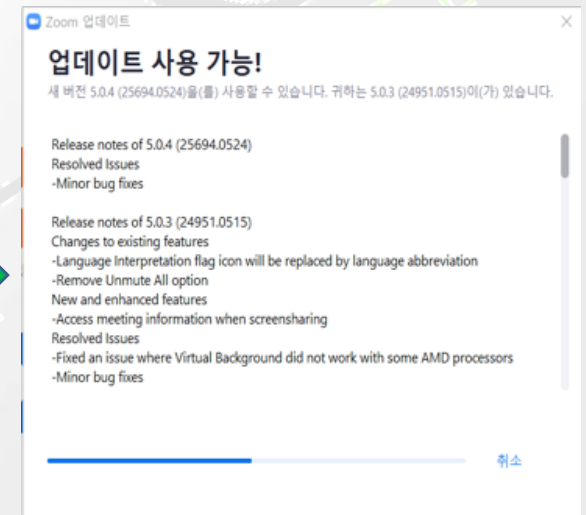 Zoom 업데이트
업데이트 사용 가능!
새 버전 5.0.4 (25694.0524)을(를) 사용할 수 있습니다. 귀하는 5.0.3 (24951.0515)이(가) 있습니다.
Release notes of 5.0.4 (25694.0524)
Resolved Issues
-Minor bug fixes
Release notes of 5.0.3 (24951.0515)
Changes to existing features
-Language Interpretation flag icon will be replaced by language abbreviation
-Remove Unmute All option
New and enhanced features
-Access meeting information when screensharing
Resolved Issues
-Fixed an issue where Virtual Background did not work with some AMD processors
-Minor bug fixes
취소